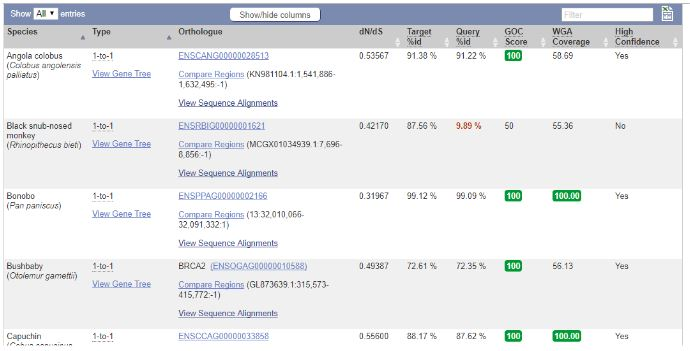 Show All entries Show/hide columns Filter
Species Type Orthologue dN/dS Target %id Query %id GOC Score WGA Coverage High Confidence
Angola colobus 1-to-1 ENSCANG00000028513 0.53567 91.38 % 91.22 % 100 58.69 Yes
(Colobus angolensis palliatus) View Gene Tree Compare Regions (KN981104.1:1,541,886-
1,632,495:-1)
View Sequence Alignments
Black snub-nosed 1-to-1 ENSRBIG00000001621 0.42170 87.56 % 9.89 % 50 55.36 No
monkey
(Rhinopithecus bieti) View Gene Tree Compare Regions (MCGX01034939.1:7,696-
8,856:-1)
View Sequence Alignments
Bonobo 1-to-1 ENSPPAG00000002166 0.31967 99.12 % 99.09 % 100 100.00 Yes
(Pan paniscus) View Gene Tree Compare Regions (13:32,010,066-
32,091,332:1)
View Sequence Alignments
Bushbaby 1-to-1 BRCA2 (ENSOGAG00000010588) 0.49387 72.61 % 72.35 % 100 56.13 Yes
(Otolemur garnettii) View Gene Tree Compare Regions (GL873639.1:315,573-
415,772:-1)
View Sequence Alignments
Capuchin 1-to-1 ENSCCAG00000033858 0.55600 88.17 % 87.62 % 100 100.00 Yes